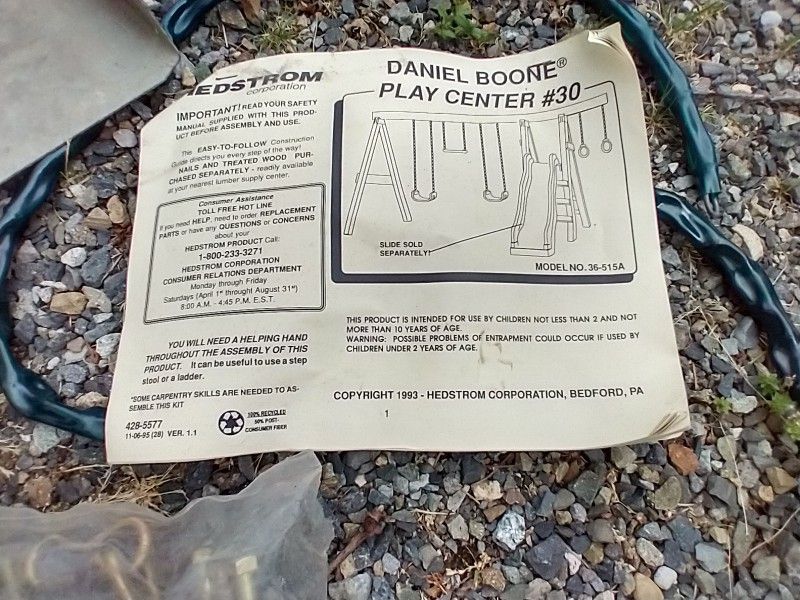 HEDSTROM
corporation
IMPORTANT! READ YOUR SAFETY
MANUAL SUPPLIED WITH THIS PROD-
UCT BEFORE ASSEMBLY AND USE.
This EASY-TO-FOLLOW Construction
Guide directs you every step of the way!
NAILS AND TREATED WOOD PUR-
CHASED SEPARATELY - readily available
at your nearest lumber supply center.
Consumer Assistance
TOLL FREE HOT LINE
If you need HELP, need to order REPLACEMENT
PARTS or have any QUESTIONS or CONCERNS
about your
HEDSTROM PRODUCT Call:
1-800-233-3271
HEDSTROM CORPORATION
CONSUMER RELATIONS DEPARTMENT
Monday through Friday
Saturdays (April 1st throught August 31st)
8:00 A.M. - 4:45 P.M. E.S.T.
YOU WILL NEED A HELPING HAND
THROUGHOUT THE ASSEMBLY OF THIS
PRODUCT. It can be useful to use a step
stool or a ladder.
*SOME CARPENTRY SKILLS ARE NEEDED TO AS-
SEMBLE THIS KIT
428-5577
11-06-95 (28) VER. 1.1
100% RECYCLED
50% POST-
CONSUMER FIBER
DANIEL BOONE®
PLAY CENTER #30
SLIDE SOLD
SEPARATELY!
MODEL NO. 36-515A
THIS PRODUCT IS INTENDED FOR USE BY CHILDREN NOT LESS THAN 2 AND NOT
MORE THAN 10 YEARS OF AGE.
WARNING: POSSIBLE PROBLEMS OF ENTRAPMENT COULD OCCUR IF USED BY
CHILDREN UNDER 2 YEARS OF AGE.
COPYRIGHT 1993 - HEDSTROM CORPORATION, BEDFORD, PA
1